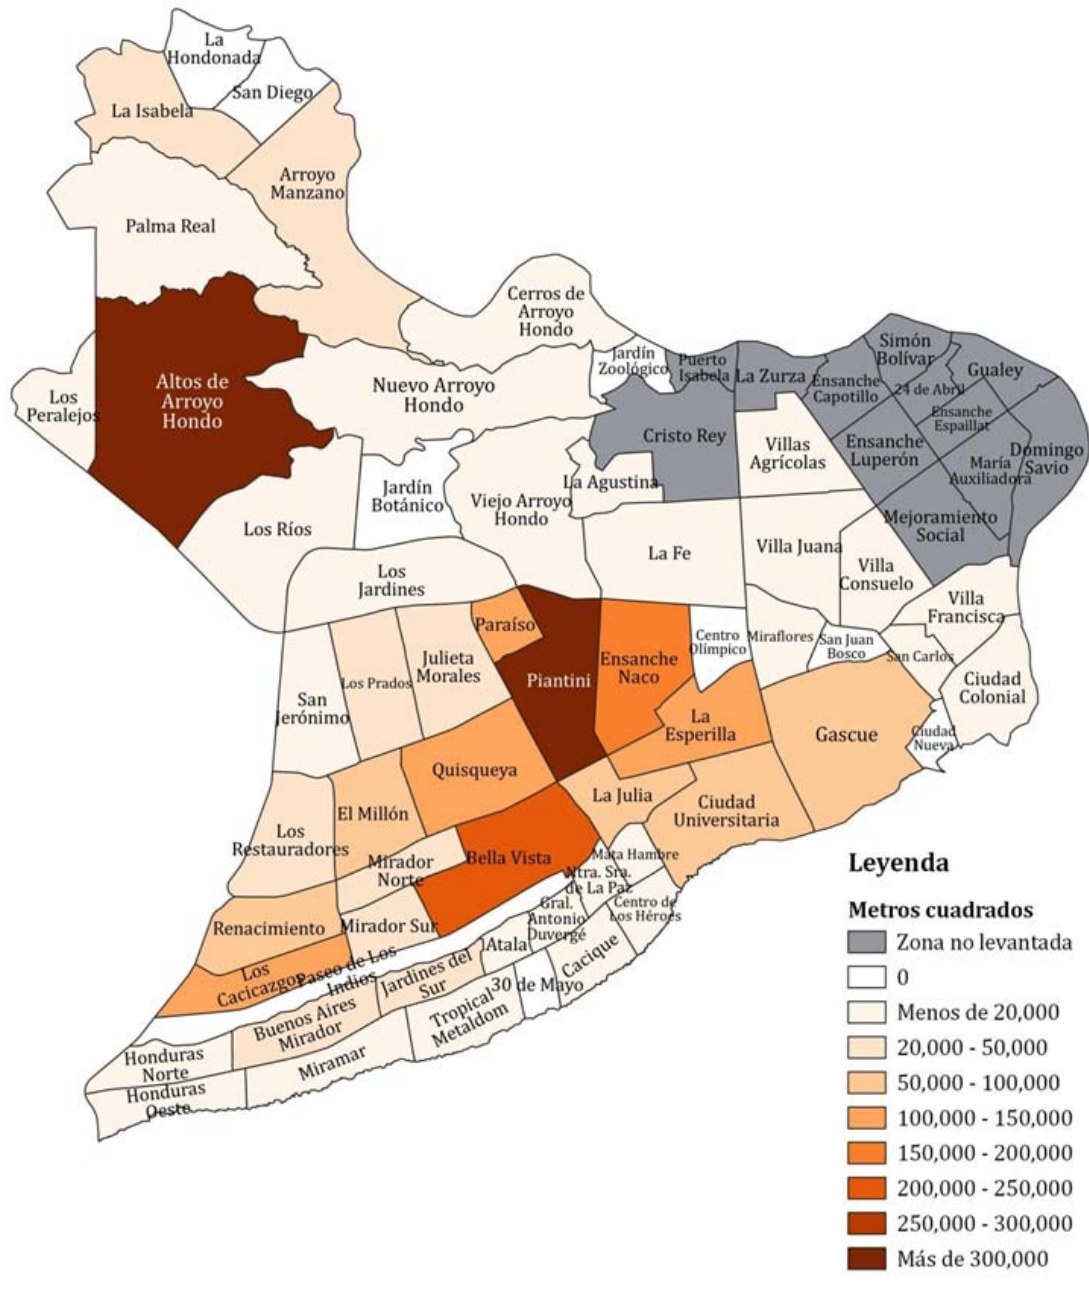 La
Hondonada
San Diego
La Isabela
Arroyo
Manzano
Palma Real
Cerros de
Arroyo
Hondo
Jardín
Zoológico
Puerto
Isabela
La Zurza
Simón
Bolívar
Gualey
Ensanche
Capotillo
24 de Abril
Ensanche
Espaillat
Los
Peralejos
Altos de
Arroyo
Hondo
Nuevo Arroyo
Hondo
Cristo Rey
Villas
Agrícolas
Ensanche
Luperón
María
Auxiliadora
Domingo
Savio
La Agustina
Jardín
Botánico
Viejo Arroyo
Hondo
Los Ríos
Mejoramiento
Social
La Fe
Villa Juana
Villa
Consuelo
Los
Jardines
Villa
Francisca
Paraíso
Centro
Olímpico
Miraflores
San Juan
Bosco
San Carlos
Julieta
Morales
Los Prados
Ensanche
Naco
Piantini
Ciudad
Colonial
San
Jerónimo
La
Esperilla
Gascue
Ciudad
Nueva
Quisqueya
La Julia
El Millón
Ciudad
Universitaria
Los
Restauradores
Mirador
Norte
Bella Vista
Mata Hambre
Ntra. Sra.
de La Paz
Gral.
Antonio
Duvergé
Centro de
Los Héroes
Renacimiento
Mirador Sur
Atala
Cacique
Los
Cacicazgos
Paseo de Los
Indios
Jardines del
Sur
30 de Mayo
Buenos Aires
Mirador
Tropical
Metaldom
Honduras
Norte
Miramar
Honduras
Oeste
Leyenda
Metros cuadrados
Zona no levantada
0
Menos de 20,000
20,000 - 50,000
50,000 - 100,000
100,000 - 150,000
150,000 - 200,000
200,000 - 250,000
250,000 - 300,000
Más de 300,000